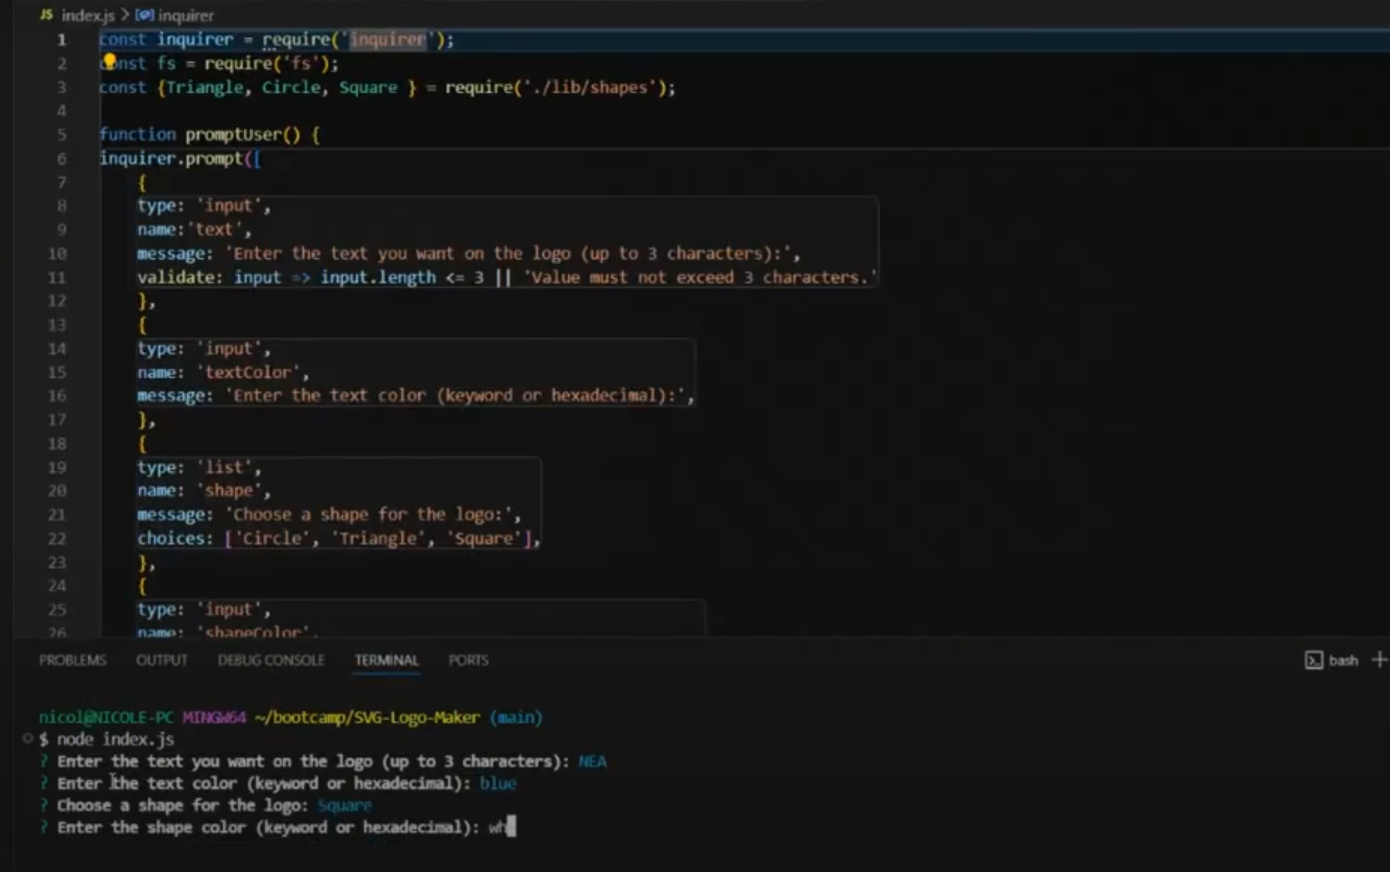 JS index.js > inquirer
1 const inquirer = require('inquirer');
2 const fs = require('fs');
3 const {Triangle, Circle, Square } = require('./lib/shapes');
4
5 function promptUser() {
6 inquirer.prompt([
7 {
8 type: 'input',
9 name:'text',
10 message: 'Enter the text you want on the logo (up to 3 characters):',
11 validate: input => input.length <= 3 || 'Value must not exceed 3 characters.'
12 },
13 {
14 type: 'input',
15 name: 'textColor',
16 message: 'Enter the text color (keyword or hexadecimal):',
17 },
18 {
19 type: 'list',
20 name: 'shape',
21 message: 'Choose a shape for the logo:',
22 choices: ['Circle', 'Triangle', 'Square'],
23 },
24 {
25 type: 'input',
26 name: 'shapeColor',
PROBLEMS OUTPUT DEBUG CONSOLE TERMINAL PORTS bash +
nicol@NICOLE-PC MINGW64 ~/bootcamp/SVG-Logo-Maker (main)
$ node index.js
? Enter the text you want on the logo (up to 3 characters): NEA
? Enter the text color (keyword or hexadecimal): blue
? Choose a shape for the logo: Square
? Enter the shape color (keyword or hexadecimal): wh